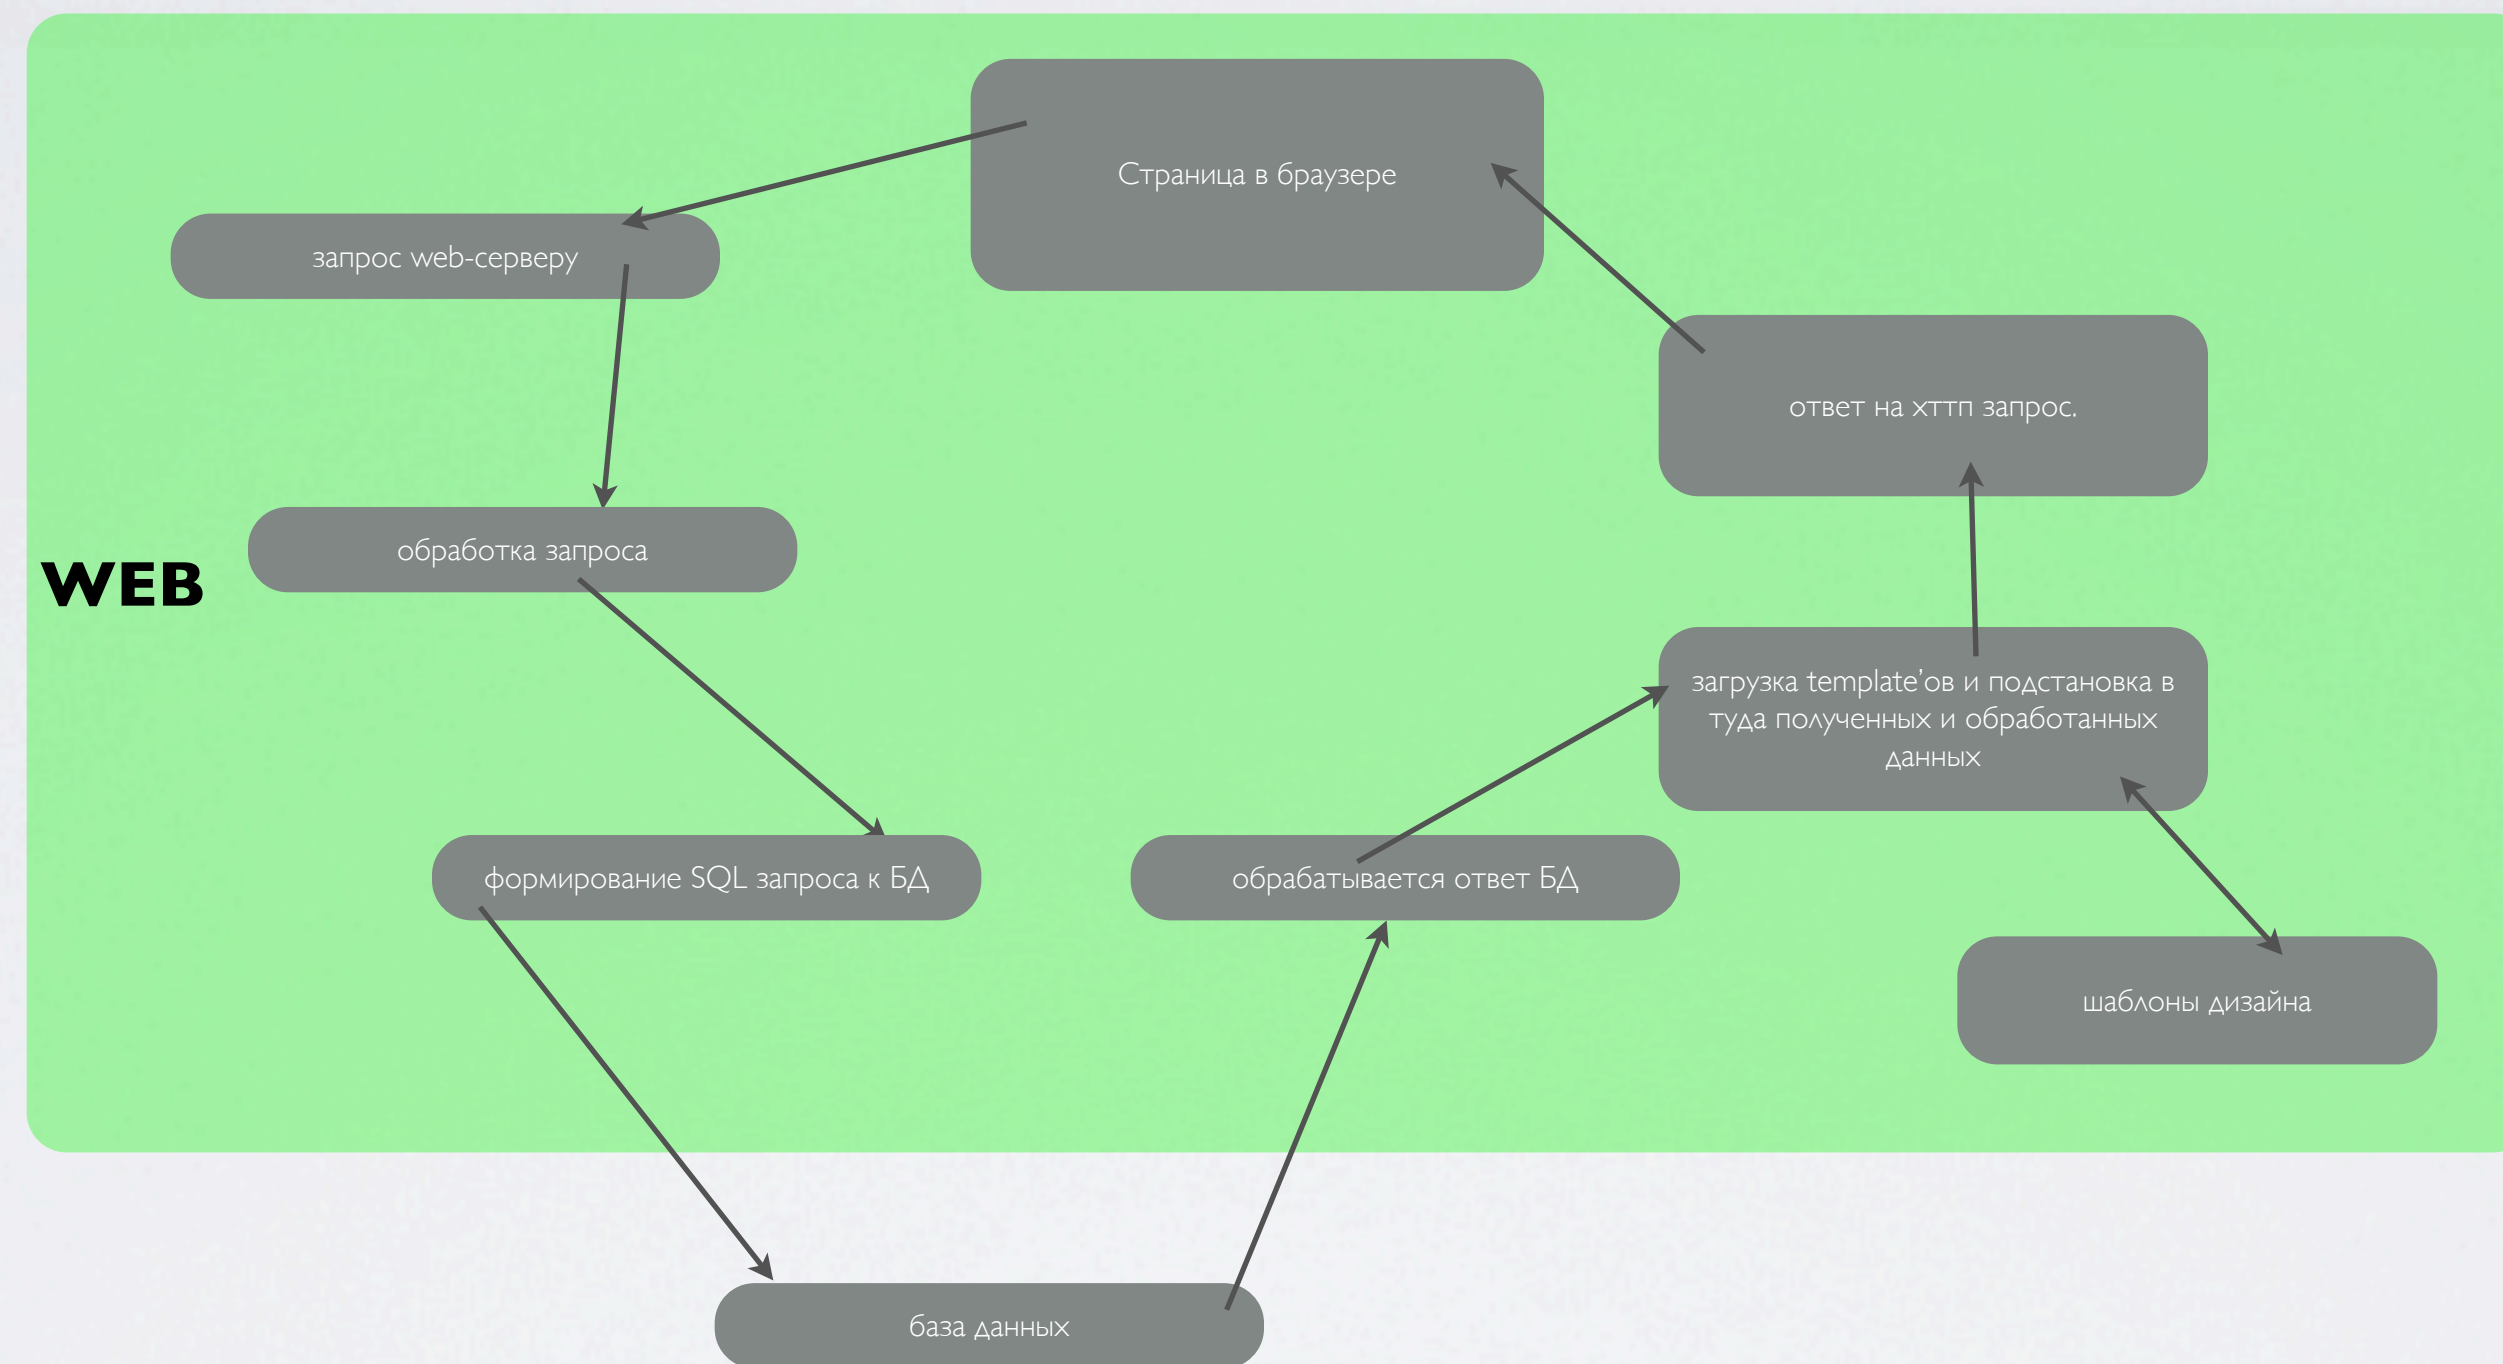 Страница в браузере
запрос web-серверу
ответ на хттп запрос.
обработка запроса
WEB
загрузка template’ов и подстановка в
туда полученных и обработанных
данных
формирование SQL запроса к БД
обрабатывается ответ БД
шаблоны дизайна
база данных